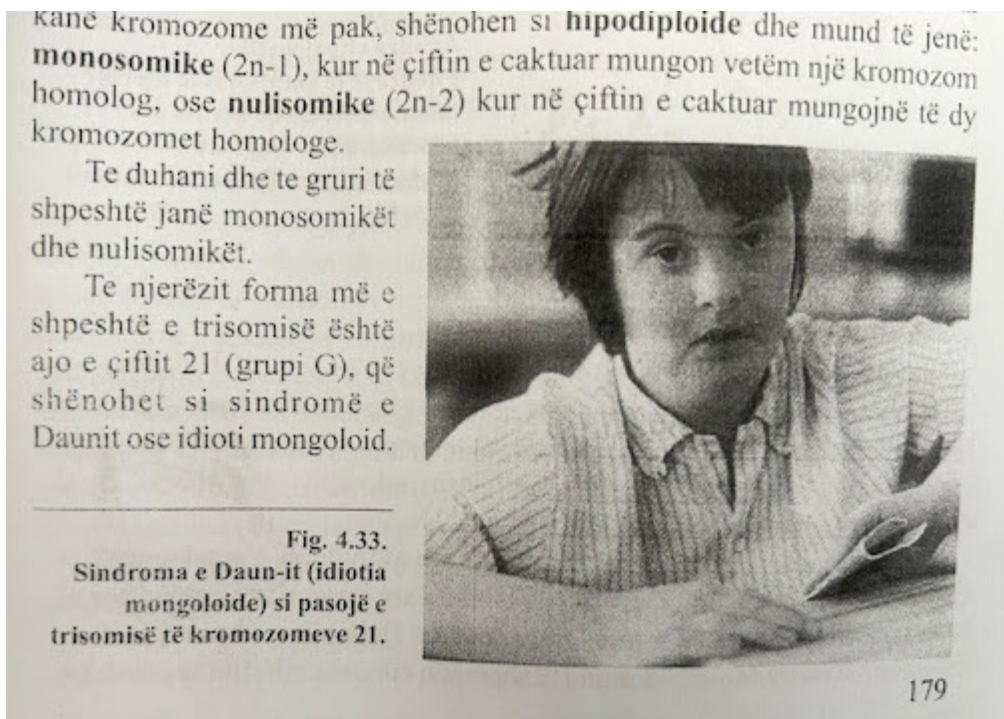 kanë kromozome më pak, shënohen si hipodiploide dhe mund të jenë:
monosomike (2n-1), kur në çiftin e caktuar mungon vetëm një kromozom
homolog, ose nulisomike (2n-2) kur në çiftin e caktuar mungojnë të dy
kromozomet homologe.
Te duhani dhe te gruri të
shpeshtë janë monosomikët
dhe nulisomikët.
Te njerëzit forma më e
shpeshtë e trisomisë është
ajo e çiftit 21 (grupi G), që
shënohet si sindromë e
Daunit ose idioti mongoloid.
Fig. 4.33.
Sindroma e Daun-it (idiotia
mongoloide) si pasojë e
trisomisë të kromozomeve 21.
179